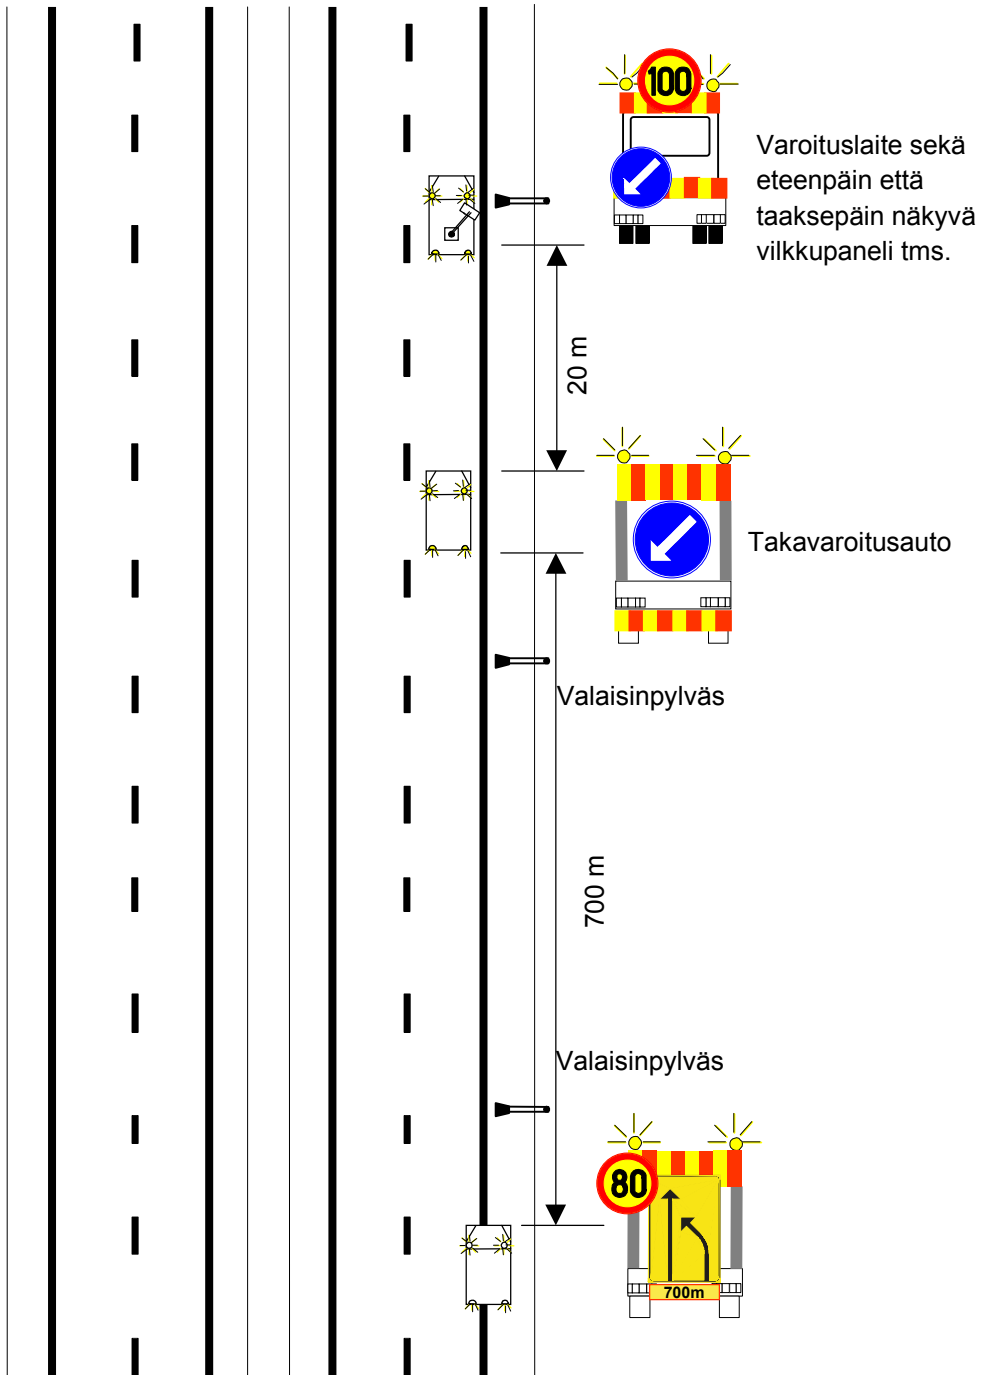 100
Varoituslaite sekä
eteenpäin että
taaksepäin näkyvä
vilkkupaneli tms.
20 m
Takavaroitusauto
Valaisinpylväs
700 m
Valaisinpylväs
80
700m